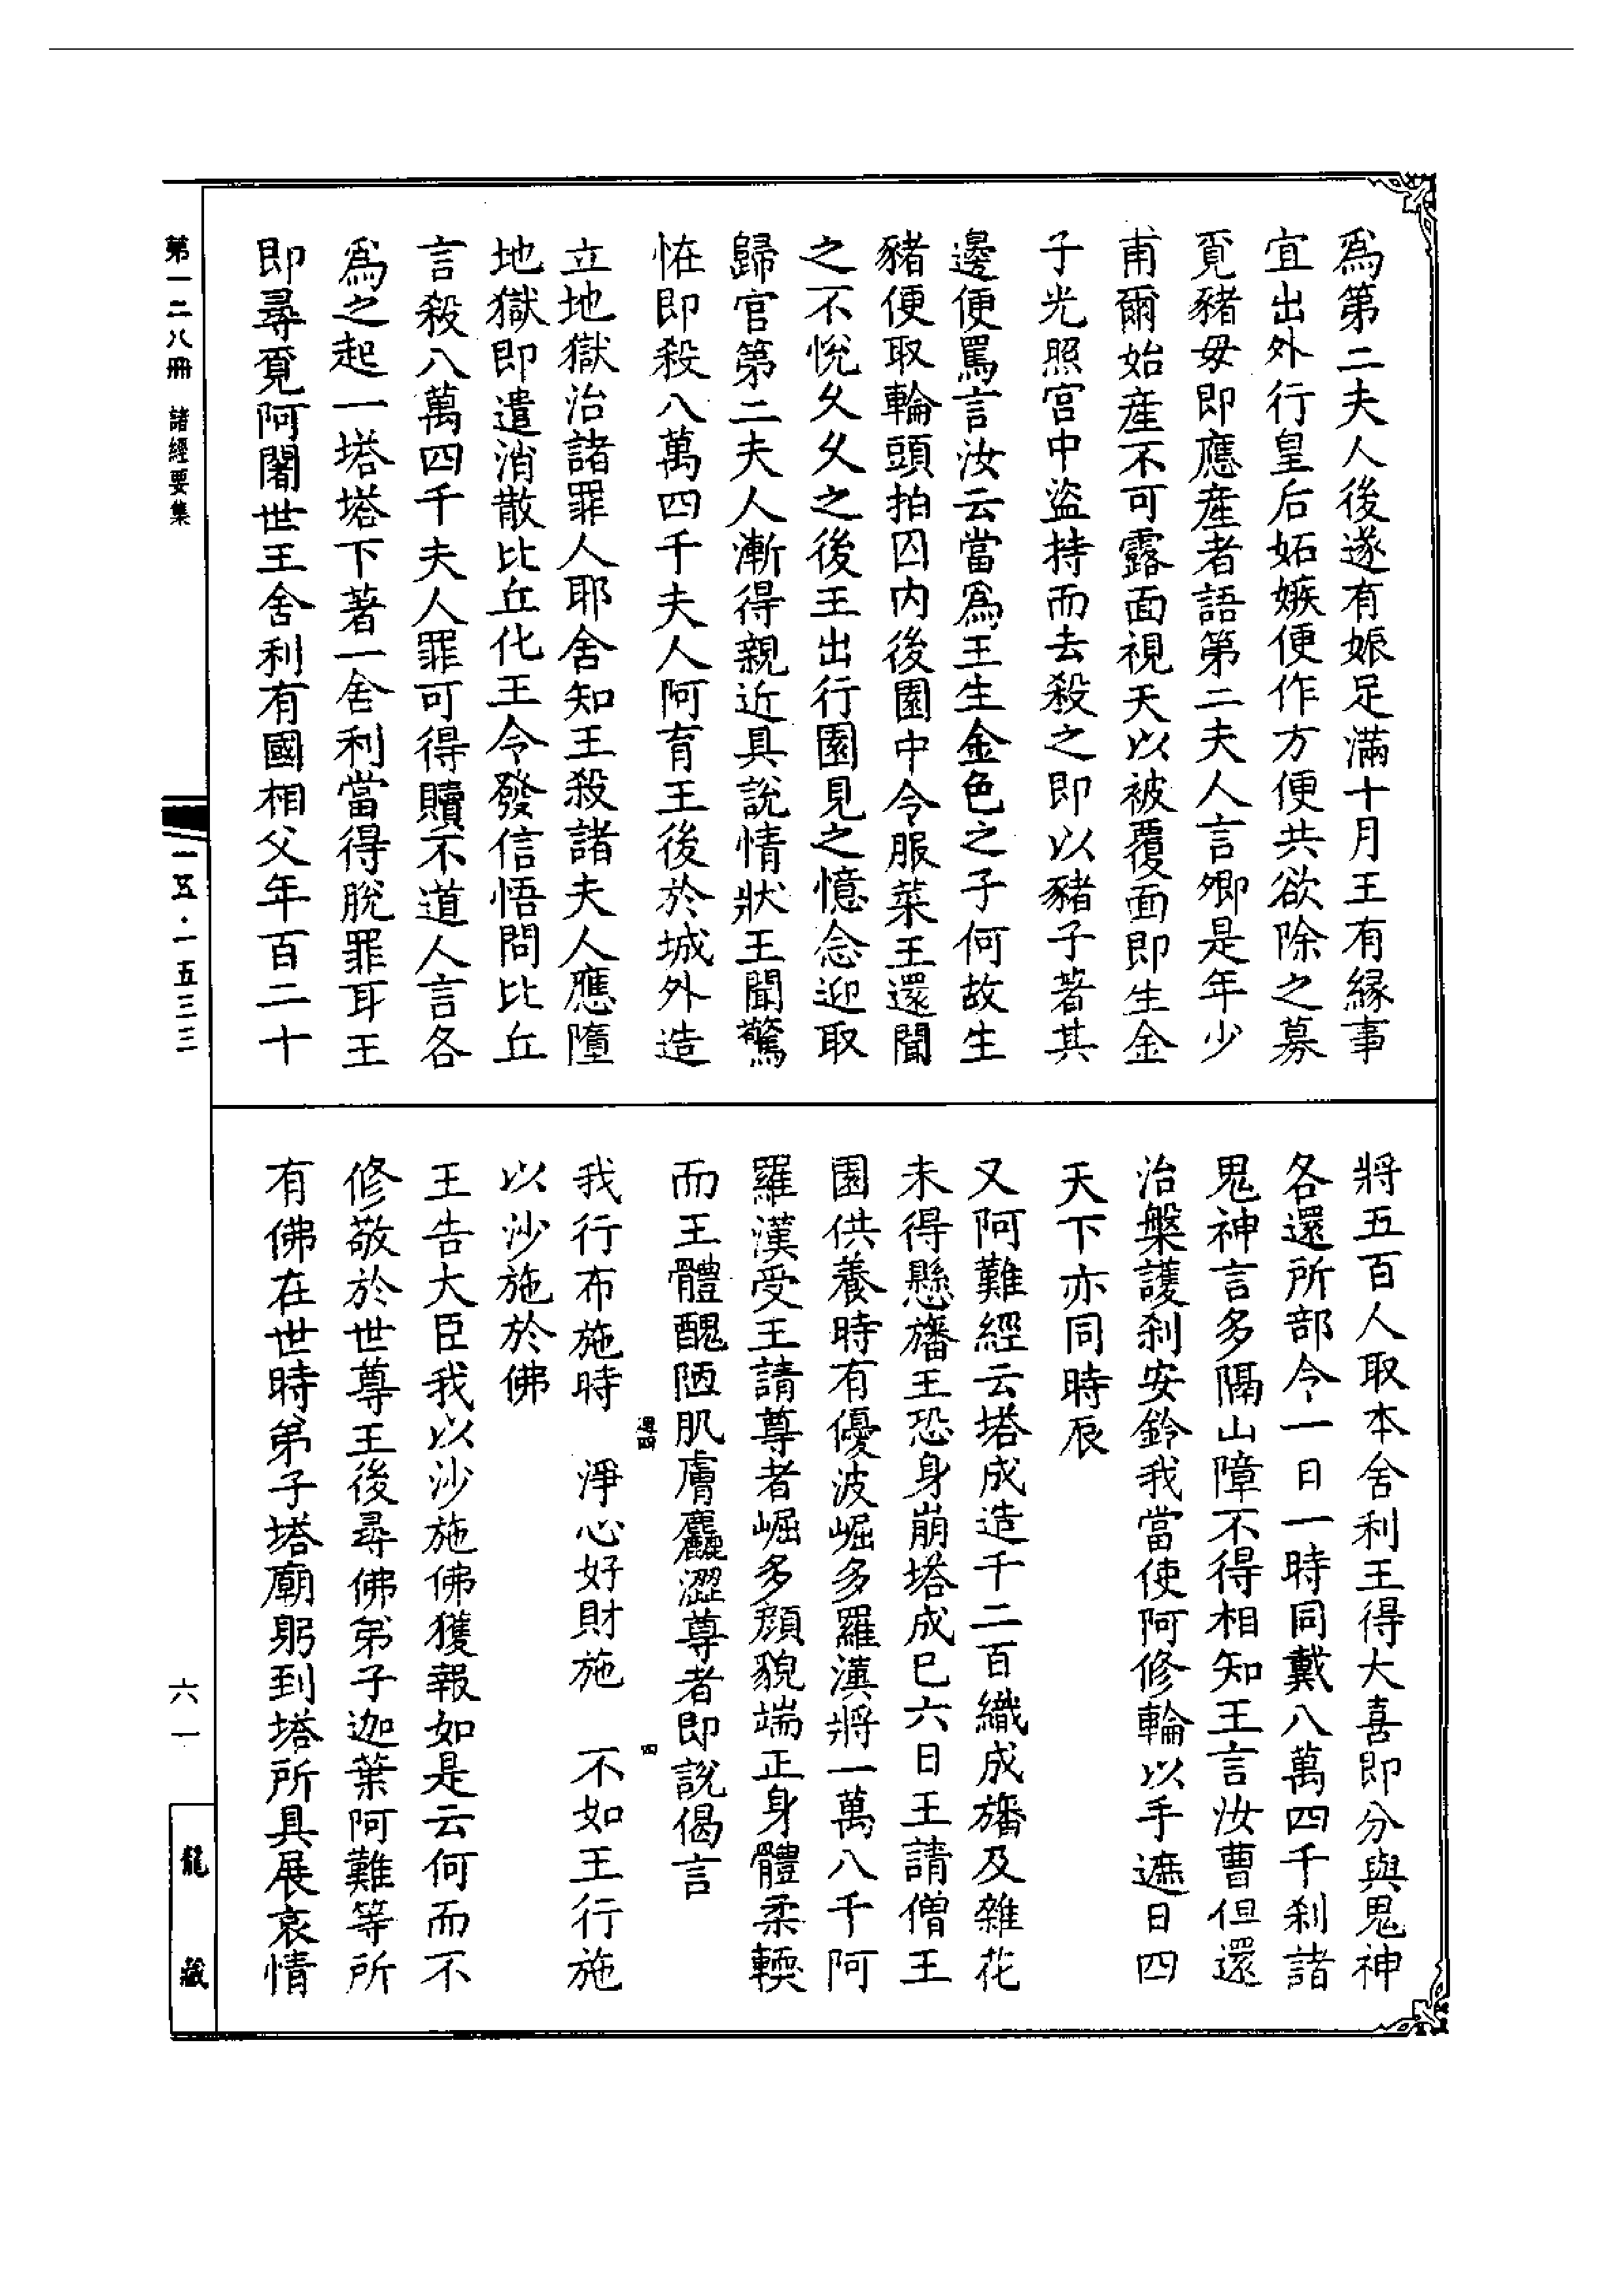 為第二夫人後遂有娠足滿十月王有緣事
宜出外行皇后妬嫉便作方便共欲除之募
覓豬母即應産者語第二夫人言卿是年少
甫爾始産不可露面視天以被覆面即生金
子光照宫中盜持而去殺之即以豬子著其
邊便罵言汝云當為王生金色之子何故生
豬便取輪頭拍囚内後園中令服菜王還聞
之不悅乆乆之後王出行園見之憶念迎取
歸官第二夫人漸得親近具說情狀王聞驚
恠即殺八萬四千夫人阿育王後於城外造
立地獄治諸罪人耶舍知王殺諸夫人應墮
地獄即遣消散比丘化王令發信悟問比丘
言殺八萬四千夫人罪可得贖不道人言各
為之起一塔塔下著一舍利當得脫罪耳王
即尋覓阿闍世王舍利有國相父年百二十
將五百人取本舍利王得大喜即分與鬼神
各還所部令一日一時同戴八萬四千刹諸
鬼神言多隔山障不得相知王言汝曹但還
治槃護刹安鈴我當使阿修輪以手遮日四
天下亦同時辰
又阿難經云塔成造千二百織成旛及雜花
未得懸旛王恐身崩塔成巳六日王請僧王
園供養時有優波崛多羅漢將一萬八千阿
羅漢受王請尊者崛多顔貌端正身體柔輭
而王體醜陋肌膚麤澀尊者即說偈言
我行布施時　淨心好財施　不如王行施
以沙施於佛
王告大臣我以沙施佛獲報如是云何而不
修敬於世尊王後尋佛弟子迦葉阿難等所
有佛在世時弟子塔廟躬到塔所具展哀情
第一二八冊　諸經要集
一五・一五三三
六一
龍藏